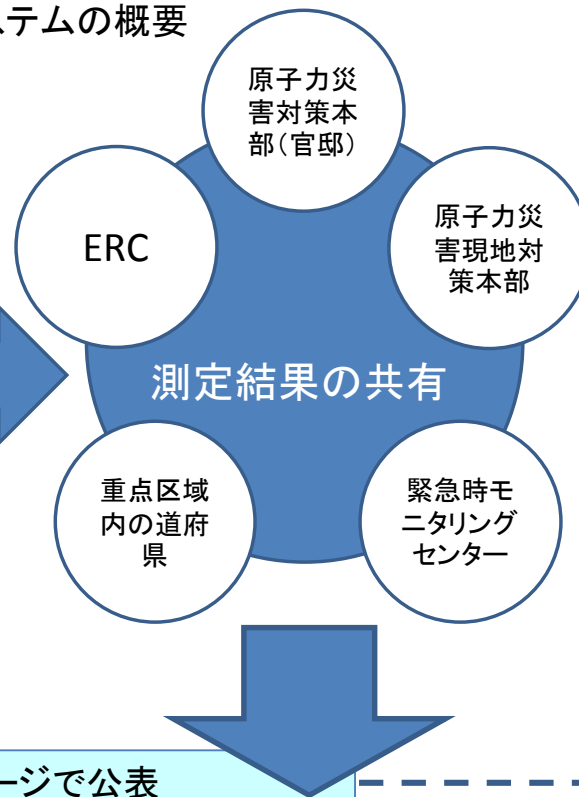 ステムの概要
原子力災
害対策本
部(官邸)
ERC
原子力災
害現地対
策本部
測定結果の共有
重点区域
内の道府
県
緊急時モ
ニタリング
センター
ージで公表